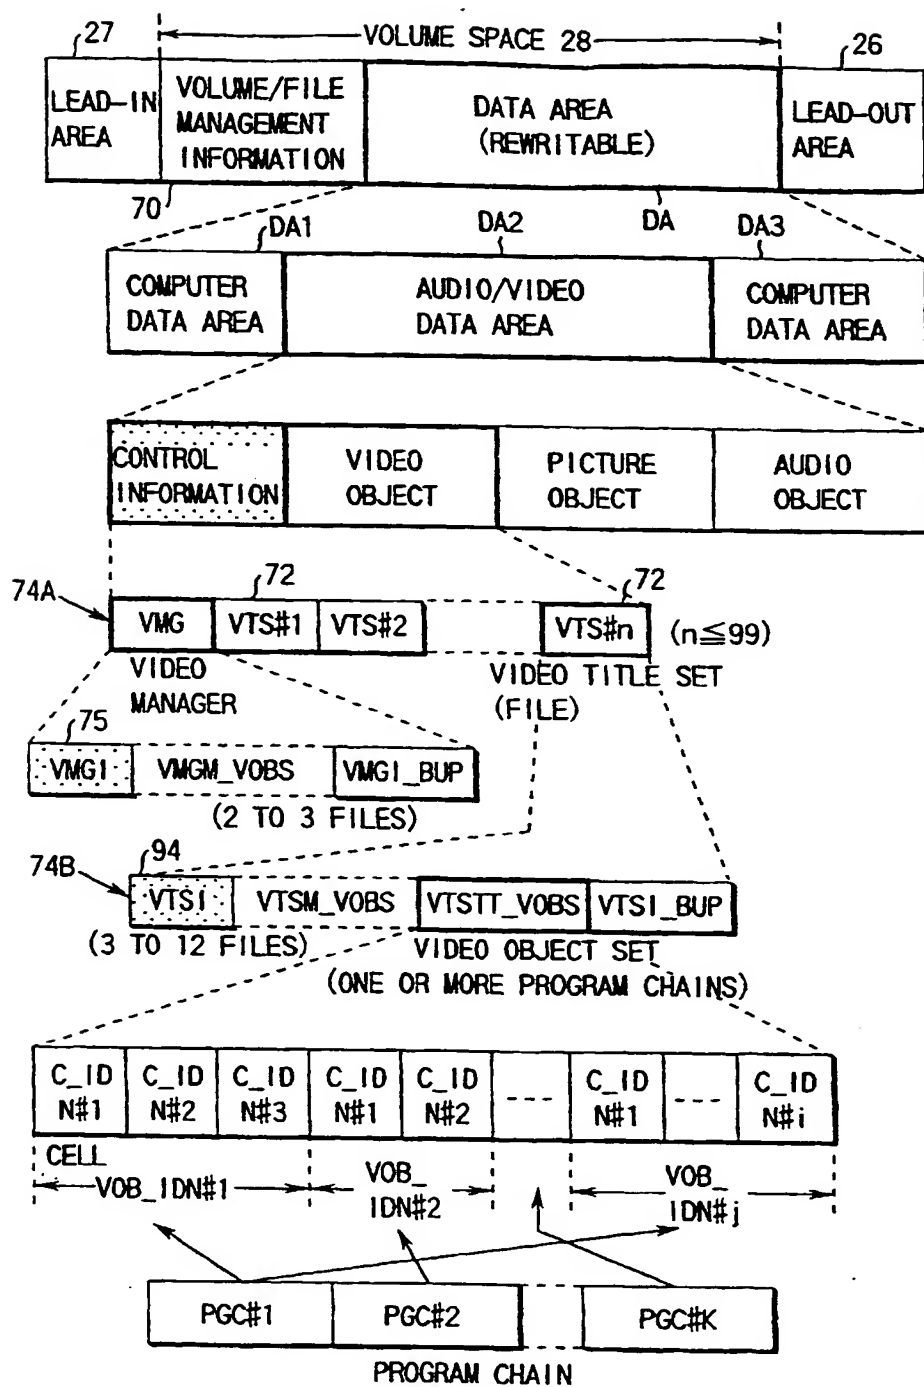 27
VOLUME SPACE 28
26
LEAD-IN
AREA
VOLUME/FILE
MANAGEMENT
INFORMATION
DATA AREA
(REWRITABLE)
LEAD-OUT
AREA
70
DA1
DA2
DA
DA3
COMPUTER
DATA AREA
AUDIO/VIDEO
DATA AREA
COMPUTER
DATA AREA
CONTROL
INFORMATION
VIDEO
OBJECT
PICTURE
OBJECT
AUDIO
OBJECT
74A
72
72
VMG
VTS#1
VTS#2
VTS#n
(n≦99)
VIDEO
MANAGER
VIDEO TITLE SET
(FILE)
75
VMGI
VMGM_VOBS
VMGI_BUP
(2 TO 3 FILES)
74B
94
VTSI
VTSM_VOBS
VTSTT_VOBS
VTSI_BUP
(3 TO 12 FILES)
VIDEO OBJECT SET
(ONE OR MORE PROGRAM CHAINS)
C_ID
N#1
C_ID
N#2
C_ID
N#3
C_ID
N#1
C_ID
N#2
C_ID
N#1
C_ID
N#i
CELL
VOB_IDN#1
VOB_
IDN#2
VOB_
IDN#j
PGC#1
PGC#2
PGC#K
PROGRAM CHAIN